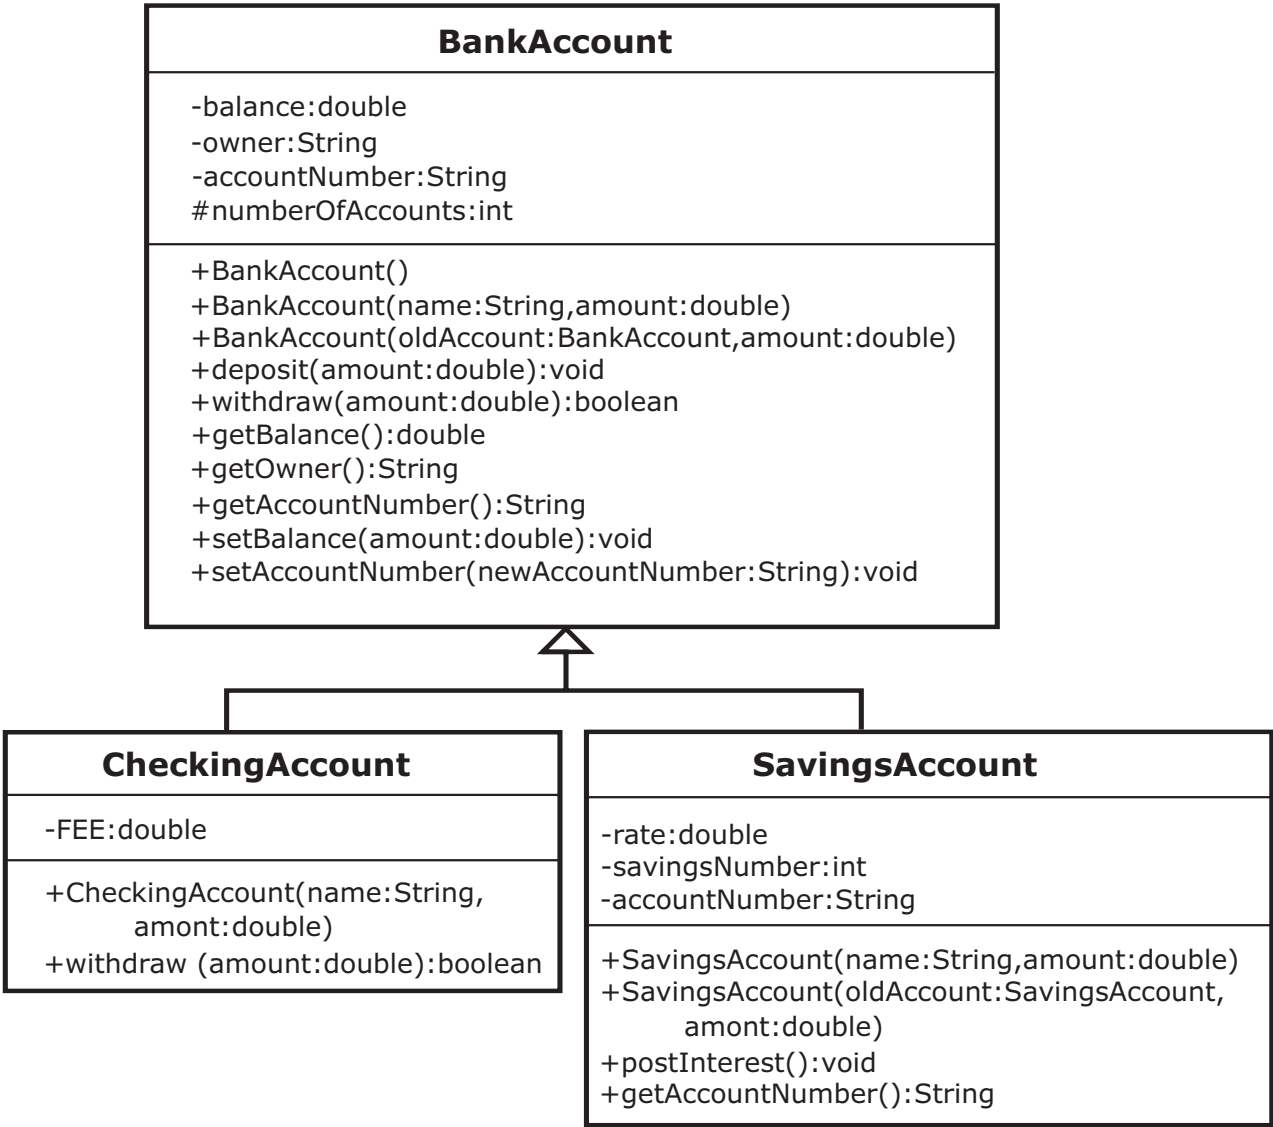 BankAccount
-balance:double
-owner:String
-accountNumber:String
#numberOfAccounts:int
+BankAccount()
+BankAccount(name:String,amount:double)
+BankAccount(oldAccount:BankAccount,amount:double)
+deposit(amount:double):void
+withdraw(amount:double):boolean
+getBalance():double
+getOwner():String
+getAccountNumber():String
+setBalance(amount:double):void
+setAccountNumber(newAccountNumber:String):void
CheckingAccount
-FEE:double
+CheckingAccount(name:String,
amont:double)
+withdraw (amount:double):boolean
SavingsAccount
-rate:double
-savingsNumber:int
-accountNumber:String
+SavingsAccount(name:String,amount:double)
+SavingsAccount(oldAccount:SavingsAccount,
amont:double)
+postInterest():void
+getAccountNumber():String